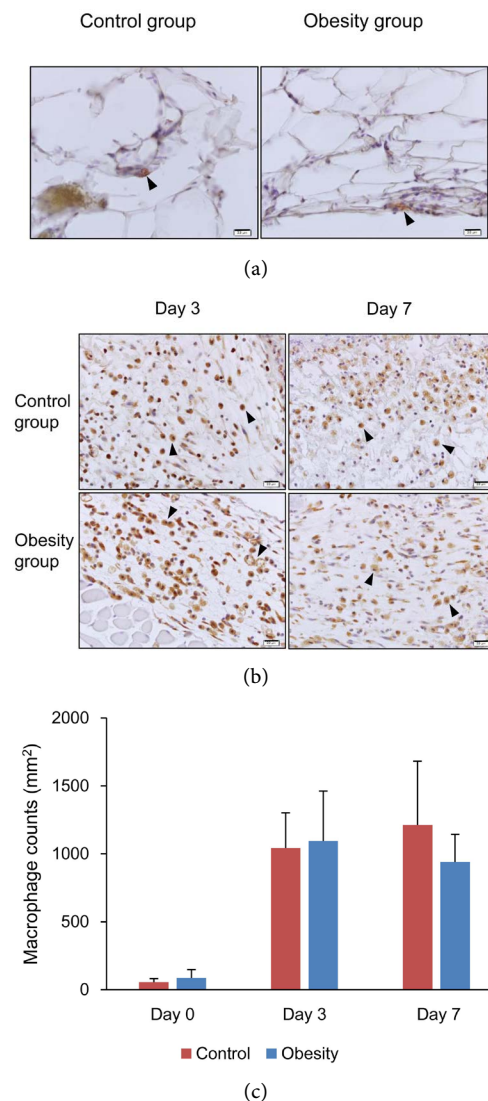 Control group
Obesity group
(a)
Day 3
Day 7
Control
group
Obesity
group
(b)
2000
1500
1000
500
0
Macrophage counts (mm²)
Day 0
Day 3
Day 7
Control
Obesity
(c)